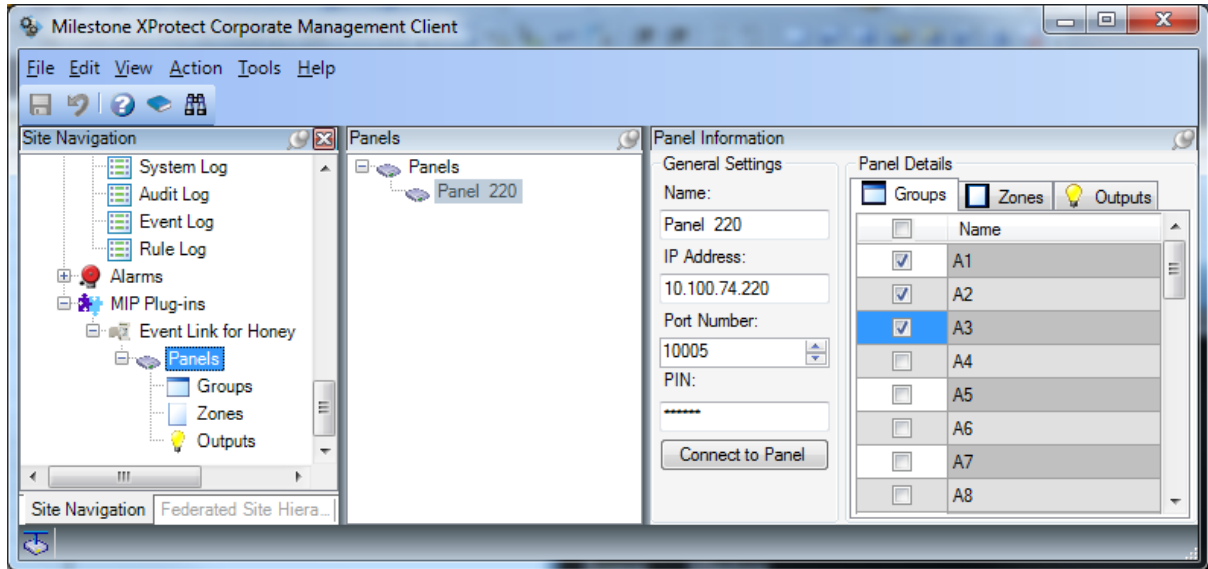 Milestone XProtect Corporate Management Client
File Edit View Action Tools Help
Site Navigation
System Log
Audit Log
Event Log
Rule Log
Alarms
MIP Plug-ins
Event Link for Honey
Panels
Groups
Zones
Outputs
Site Navigation
Federated Site Hiera...
Panels
Panels
Panel 220
Panel Information
General Settings
Name:
Panel 220
IP Address:
10.100.74.220
Port Number:
10005
PIN:
******
Connect to Panel
Panel Details
Groups Zones Outputs
Name
A1
A2
A3
A4
A5
A6
A7
A8